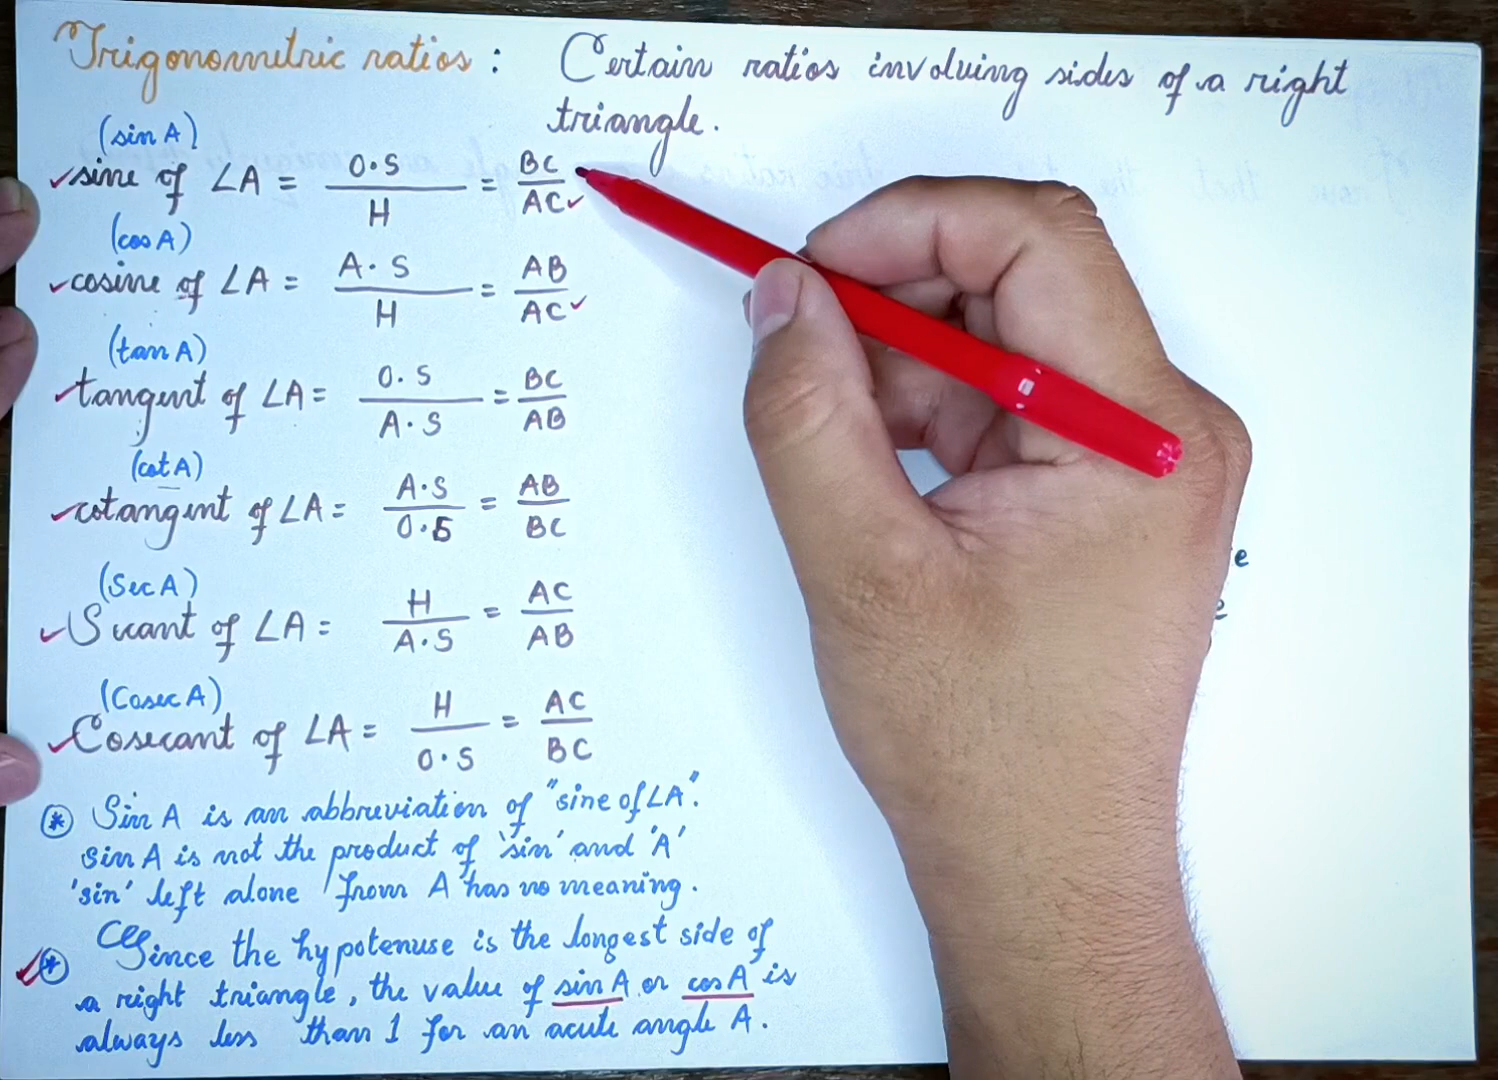 Trigonometric ratios : Certain ratios involving sides of a right
triangle.
(sin A)
sine of ∠A = O.S / H = BC / AC
(cos A)
cosine of ∠A = A.S / H = AB / AC
(tan A)
tangent of ∠A = O.S / A.S = BC / AB
(cot A)
cotangent of ∠A = A.S / O.S = AB / BC
(Sec A)
Secant of ∠A = H / A.S = AC / AB
(Cosec A)
Cosecant of ∠A = H / O.S = AC / BC
* Sin A is an abbreviation of "sine of ∠A".
sin A is not the product of 'sin' and 'A'
'sin' left alone from A has no meaning.
* Since the hypotenuse is the longest side of
a right triangle, the value of sin A or cos A is
always less than 1 for an acute angle A.
e
e